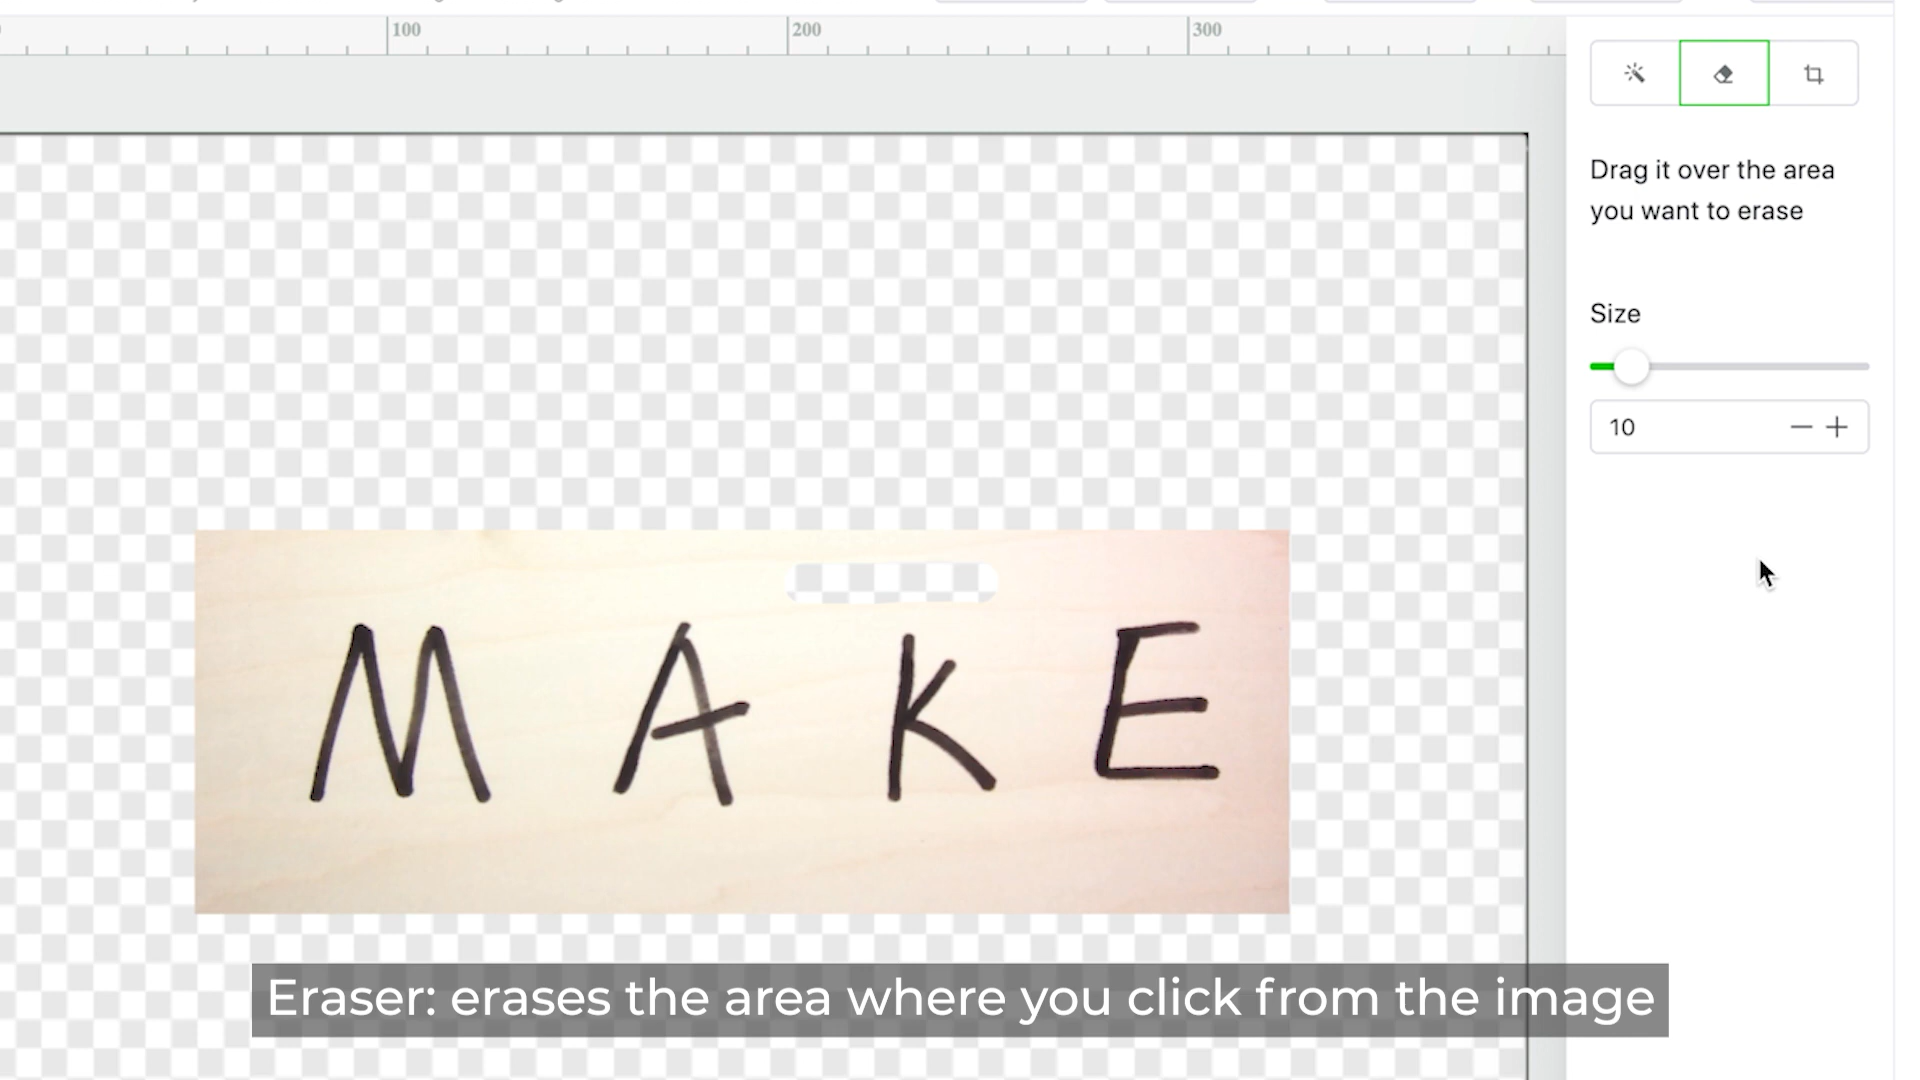 100 200 300
Drag it over the area
you want to erase
Size
10
M A K E
Eraser: erases the area where you click from the image